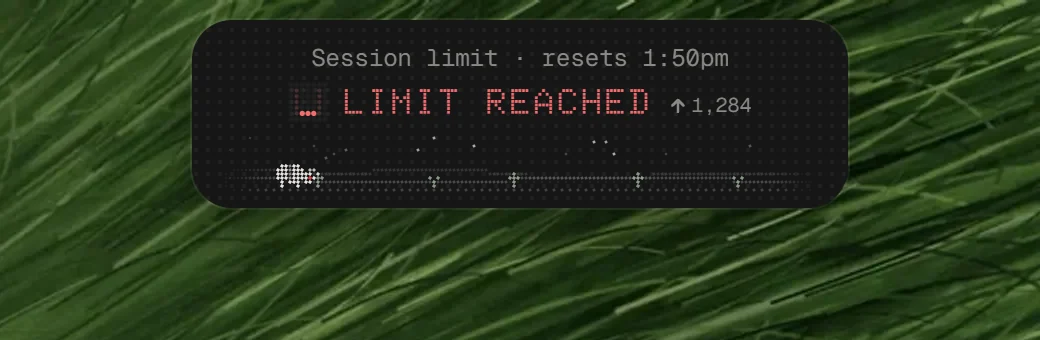 Session limit · resets 1:50pm
LIMIT REACHED ↑ 1,284